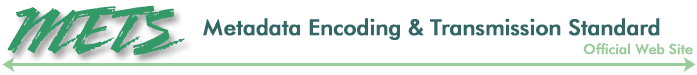 METS Metadata Encoding & Transmission Standard
Official Web Site